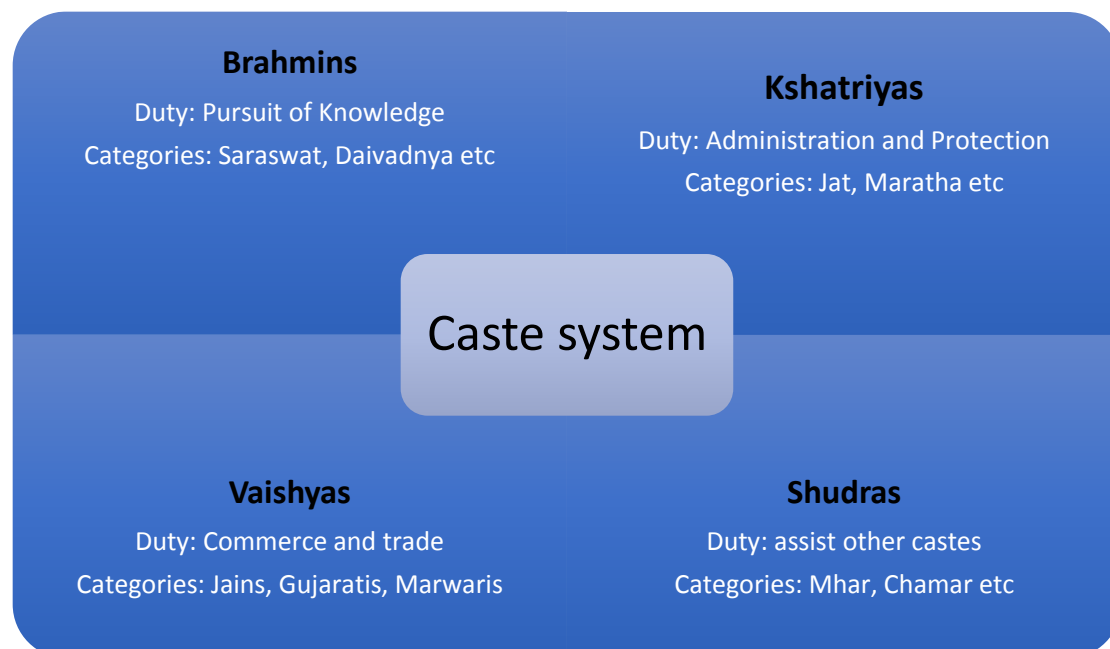 Brahmins
Duty: Pursuit of Knowledge
Categories: Saraswat, Daivadnya etc
Kshatriyas
Duty: Administration and Protection
Categories: Jat, Maratha etc
Caste system
Vaishyas
Duty: Commerce and trade
Categories: Jains, Gujaratis, Marwaris
Shudras
Duty: assist other castes
Categories: Mhar, Chamar etc